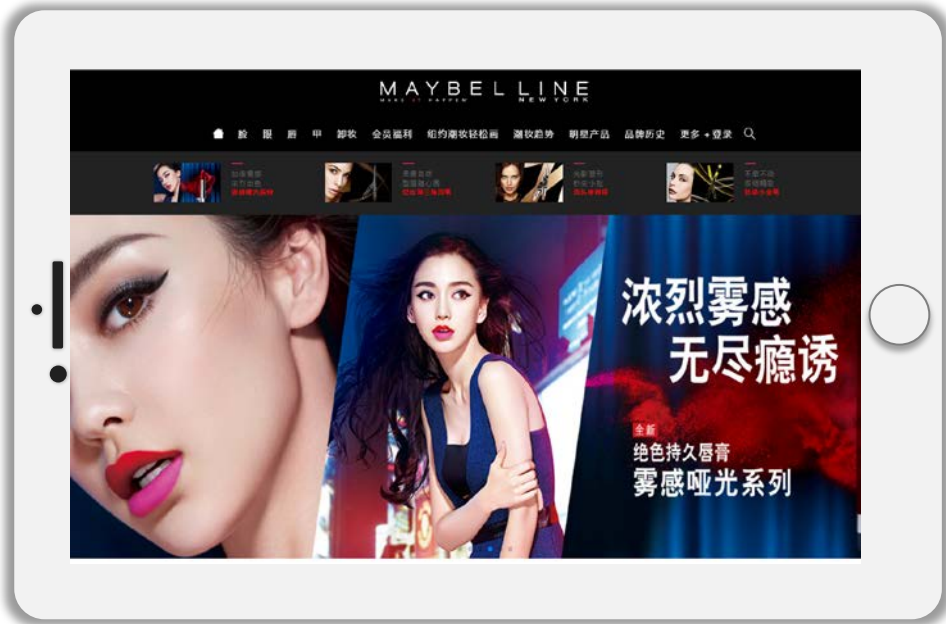 MAYBELLINE
MAKE IT HAPPEN NEW YORK
脸 眼 唇 甲 卸妆 会员福利 纽约潮妆轻松画 潮妆趋势 明星产品 品牌历史 更多 + 登录
浓烈雾感
无尽瘾诱
全新
绝色持久唇膏
雾感哑光系列